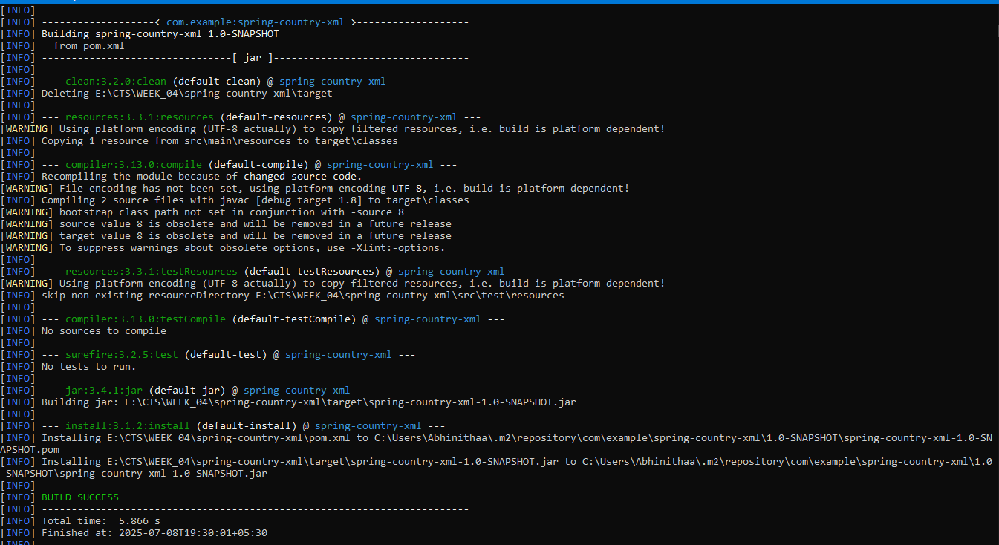 [INFO]
[INFO] -------------------< com.example:spring-country-xml >-------------------
[INFO] Building spring-country-xml 1.0-SNAPSHOT
[INFO]   from pom.xml
[INFO] --------------------------------[ jar ]---------------------------------
[INFO]
[INFO] --- clean:3.2.0:clean (default-clean) @ spring-country-xml ---
[INFO] Deleting E:\CTS\WEEK_04\spring-country-xml\target
[INFO]
[INFO] --- resources:3.3.1:resources (default-resources) @ spring-country-xml ---
[WARNING] Using platform encoding (UTF-8 actually) to copy filtered resources, i.e. build is platform dependent!
[INFO] Copying 1 resource from src\main\resources to target\classes
[INFO]
[INFO] --- compiler:3.13.0:compile (default-compile) @ spring-country-xml ---
[INFO] Recompiling the module because of changed source code.
[WARNING] File encoding has not been set, using platform encoding UTF-8, i.e. build is platform dependent!
[INFO] Compiling 2 source files with javac [debug target 1.8] to target\classes
[WARNING] bootstrap class path not set in conjunction with -source 8
[WARNING] source value 8 is obsolete and will be removed in a future release
[WARNING] target value 8 is obsolete and will be removed in a future release
[WARNING] To suppress warnings about obsolete options, use -Xlint:-options.
[INFO]
[INFO] --- resources:3.3.1:testResources (default-testResources) @ spring-country-xml ---
[WARNING] Using platform encoding (UTF-8 actually) to copy filtered resources, i.e. build is platform dependent!
[INFO] skip non existing resourceDirectory E:\CTS\WEEK_04\spring-country-xml\src\test\resources
[INFO]
[INFO] --- compiler:3.13.0:testCompile (default-testCompile) @ spring-country-xml ---
[INFO] No sources to compile
[INFO]
[INFO] --- surefire:3.2.5:test (default-test) @ spring-country-xml ---
[INFO] No tests to run.
[INFO]
[INFO] --- jar:3.4.1:jar (default-jar) @ spring-country-xml ---
[INFO] Building jar: E:\CTS\WEEK_04\spring-country-xml\target\spring-country-xml-1.0-SNAPSHOT.jar
[INFO]
[INFO] --- install:3.1.2:install (default-install) @ spring-country-xml ---
[INFO] Installing E:\CTS\WEEK_04\spring-country-xml\pom.xml to C:\Users\Abhinithaa\.m2\repository\com\example\spring-country-xml\1.0-SNAPSHOT\spring-country-xml-1.0-SN
APSHOT.pom
[INFO] Installing E:\CTS\WEEK_04\spring-country-xml\target\spring-country-xml-1.0-SNAPSHOT.jar to C:\Users\Abhinithaa\.m2\repository\com\example\spring-country-xml\1.0
-SNAPSHOT\spring-country-xml-1.0-SNAPSHOT.jar
[INFO] ------------------------------------------------------------------------
[INFO] BUILD SUCCESS
[INFO] ------------------------------------------------------------------------
[INFO] Total time:  5.866 s
[INFO] Finished at: 2025-07-08T19:30:01+05:30
[INFO]